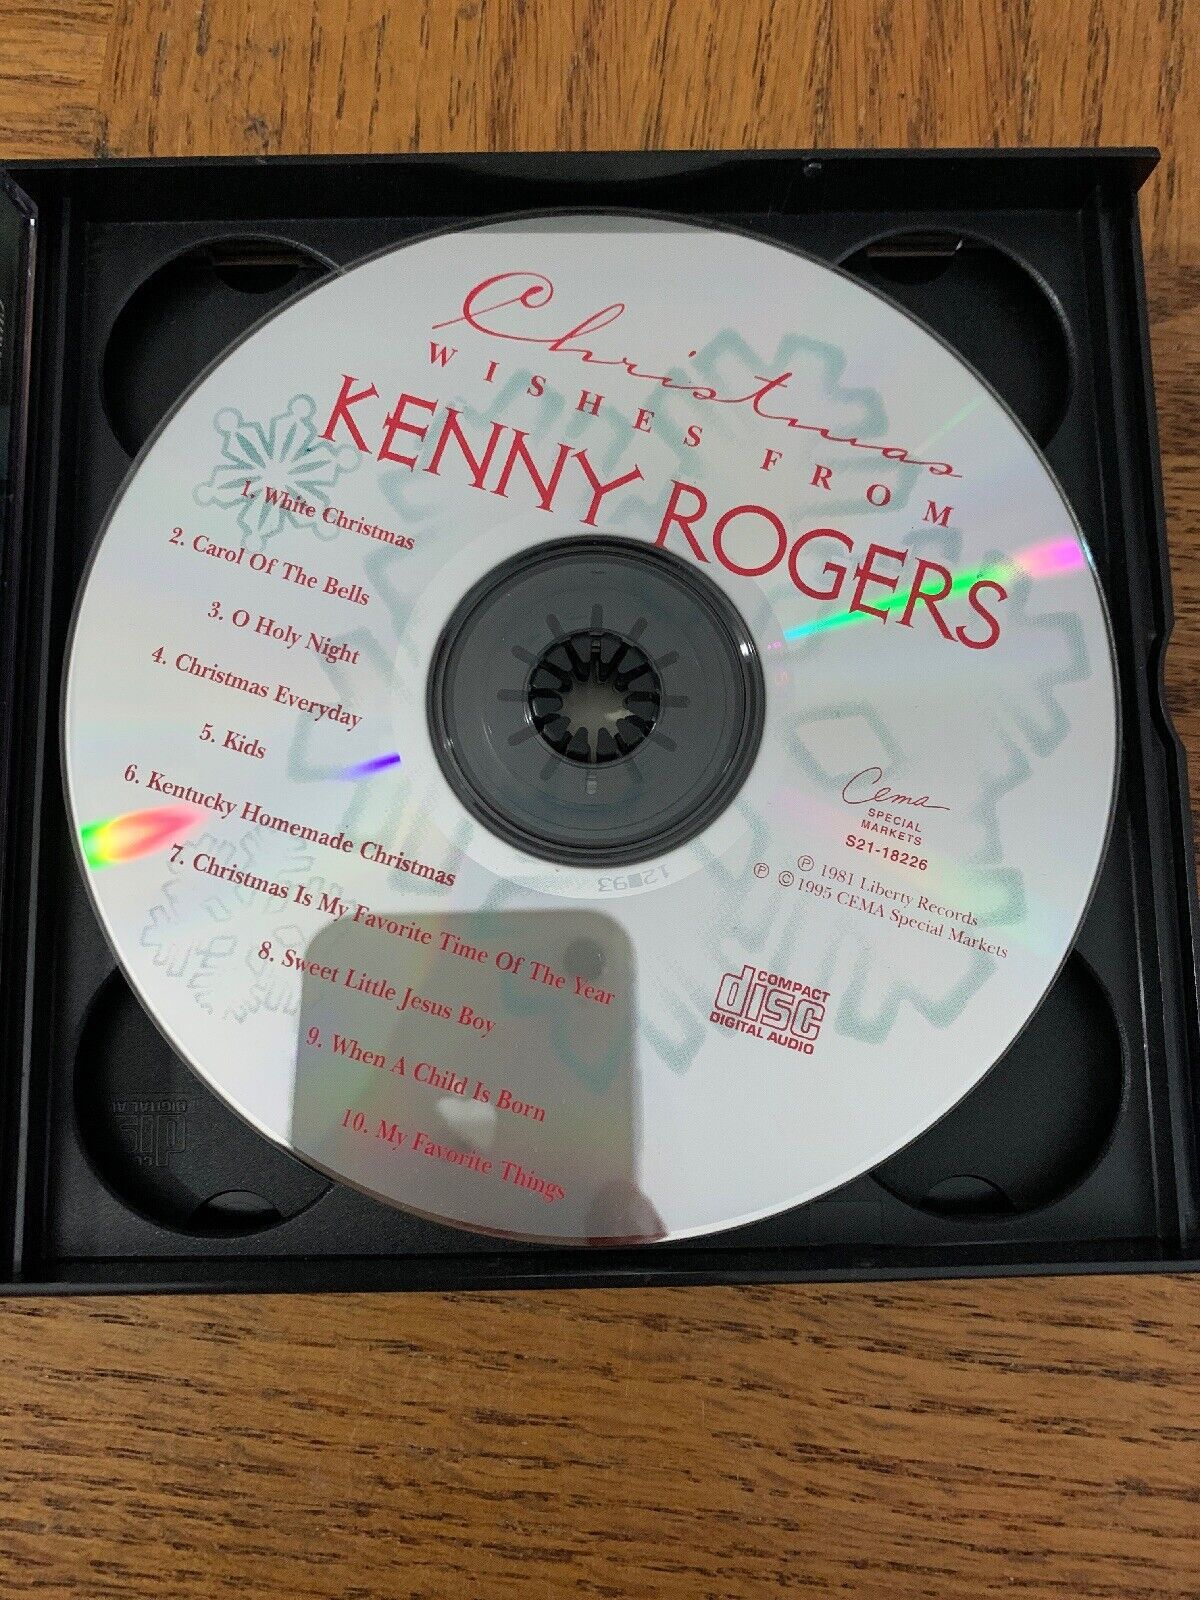 Christmas
WISHES FROM
KENNY ROGERS
1. White Christmas
2. Carol Of The Bells
3. O Holy Night
4. Christmas Everyday
5. Kids
6. Kentucky Homemade Christmas
7. Christmas Is My Favorite Time Of The Year
8. Sweet Little Jesus Boy
9. When A Child Is Born
10. My Favorite Things
Cema
SPECIAL
MARKETS
S21-18226
℗ 1981 Liberty Records
℗ © 1995 CEMA Special Markets
COMPACT
disc
DIGITAL AUDIO